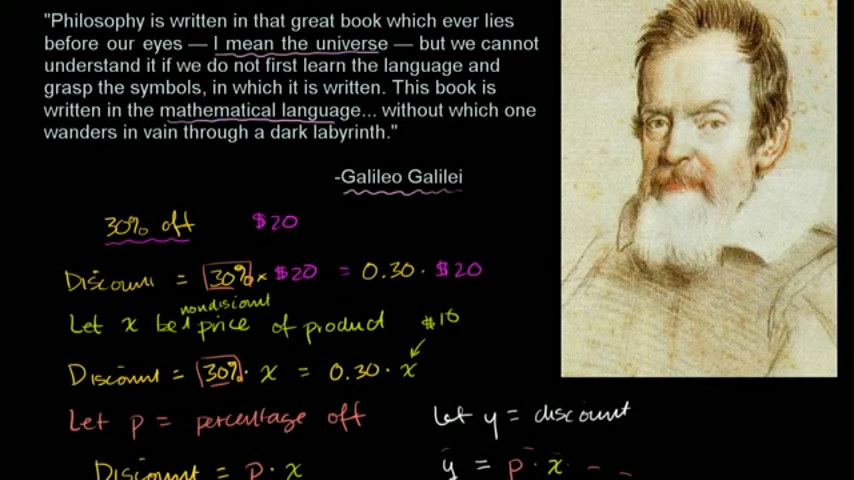 "Philosophy is written in that great book which ever lies
before our eyes — I mean the universe — but we cannot
understand it if we do not first learn the language and
grasp the symbols, in which it is written. This book is
written in the mathematical language... without which one
wanders in vain through a dark labyrinth."
-Galileo Galilei
30% off $20
Discount = 30% × $20 = 0.30 · $20
nondiscount
Let x be price of product $10
Discount = 30% · x = 0.30 · x
Let p = percentage off Let y = discount
Discount = p · x y = p · x